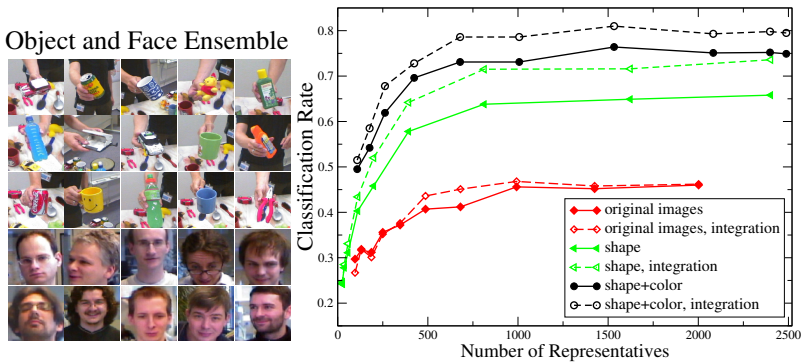 Object and Face Ensemble
Classification Rate
0.8
0.7
0.6
0.5
0.4
0.3
0.2
0
500
1000
1500
2000
2500
Number of Representatives
original images
original images, integration
shape
shape, integration
shape+color
shape+color, integration